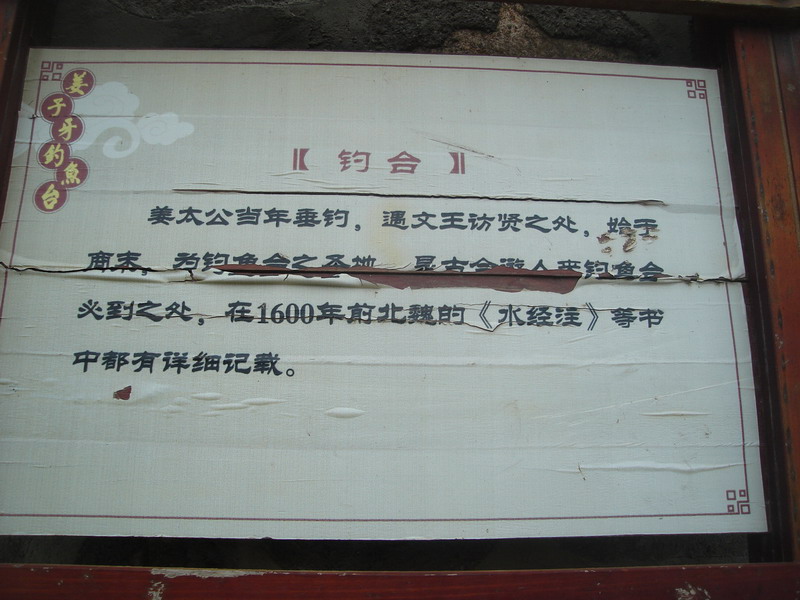 姜子牙钓魚台
【钓台】
姜太公当年垂钓，遇文王访贤之处，始于
商末，为钓鱼台之圣地，是古今游人来钓鱼台
必到之处，在1600年前北魏的《水经注》等书
中都有详细记载。